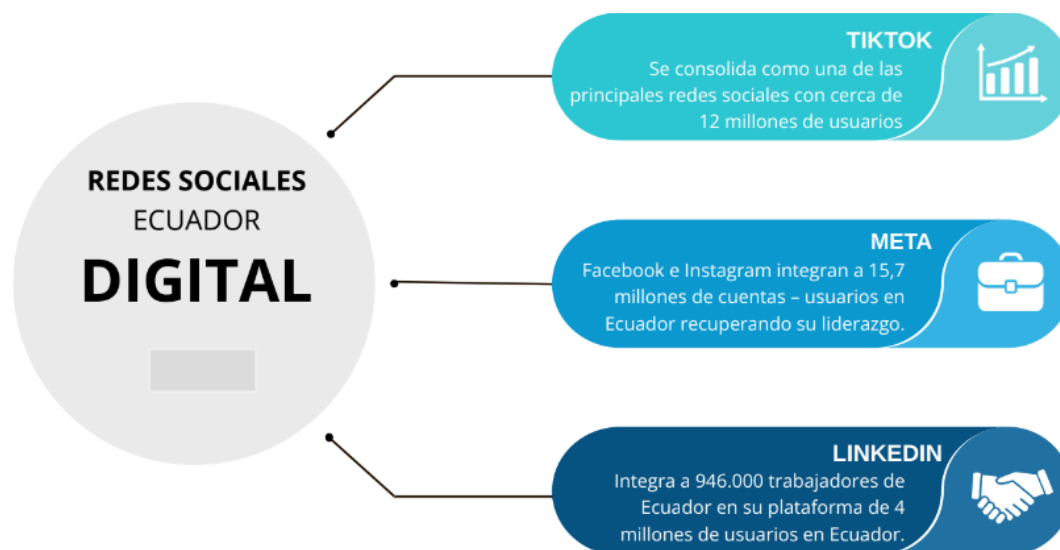 REDES SOCIALES
ECUADOR
DIGITAL
TIKTOK
Se consolida como una de las
principales redes sociales con cerca de
12 millones de usuarios
META
Facebook e Instagram integran a 15,7
millones de cuentas – usuarios en
Ecuador recuperando su liderazgo.
LINKEDIN
Integra a 946.000 trabajadores de
Ecuador en su plataforma de 4
millones de usuarios en Ecuador.